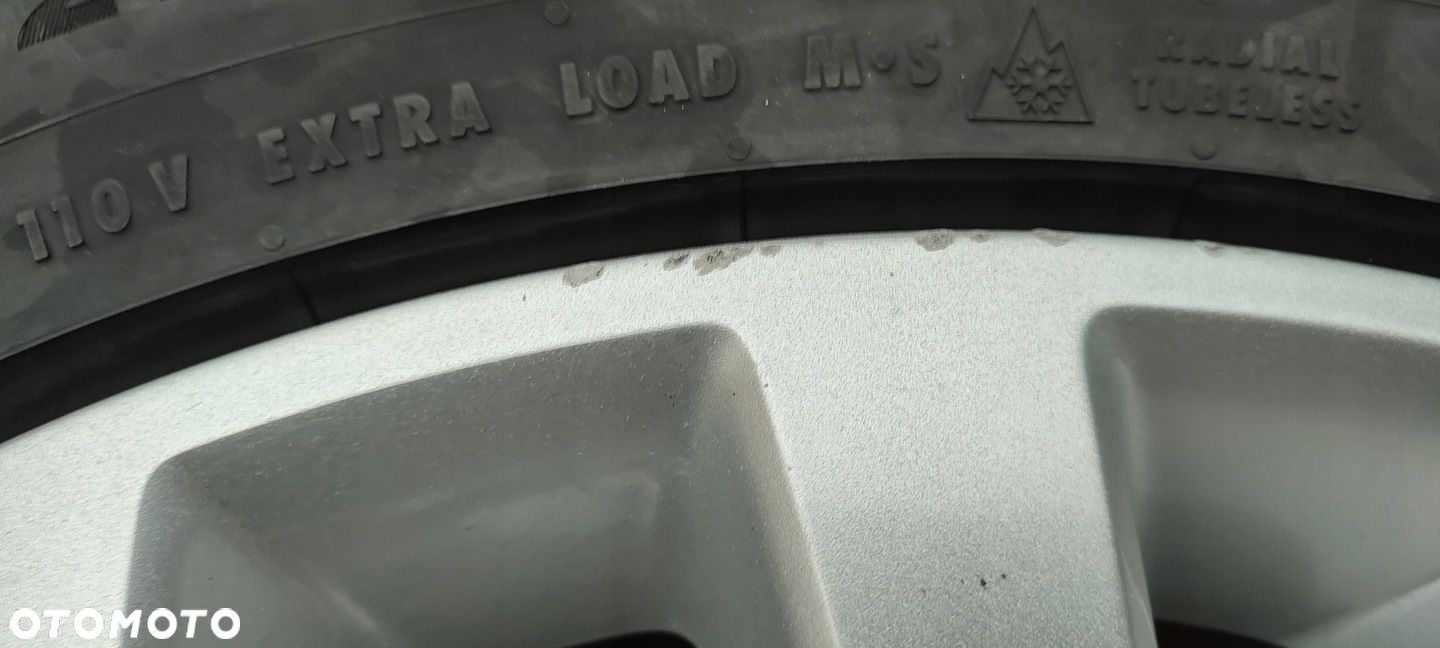 110V EXTRA LOAD M•S
RADIAL
TUBELESS
OTOMOTO